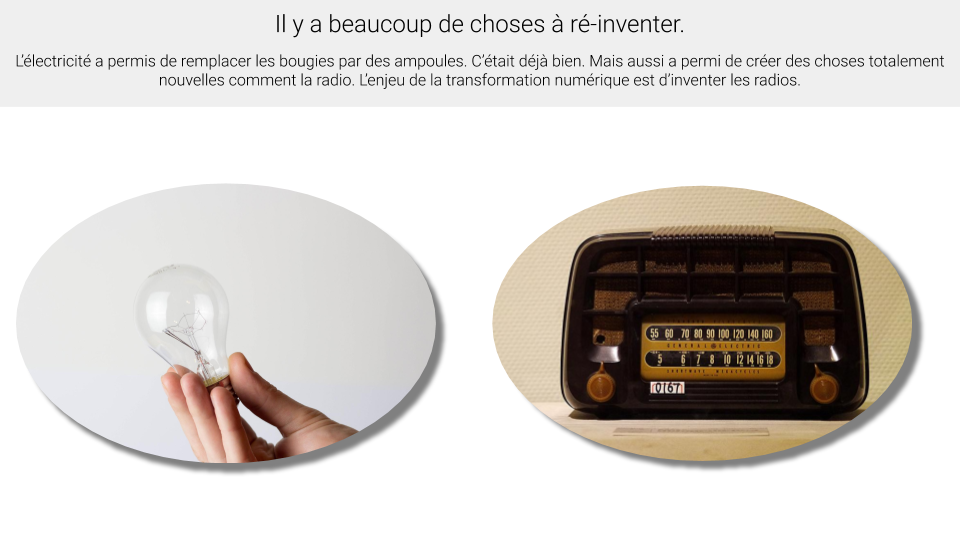 Il y a beaucoup de choses à ré-inventer.
L'électricité a permis de remplacer les bougies par des ampoules. C'était déjà bien. Mais aussi a permi de créer des choses totalement
nouvelles comment la radio. L'enjeu de la transformation numérique est d'inventer les radios.
55 60 70 80 90 100 120 140 160
GENERAL ELECTRIC
5 6 7 8 10 12 14 16 18
0167